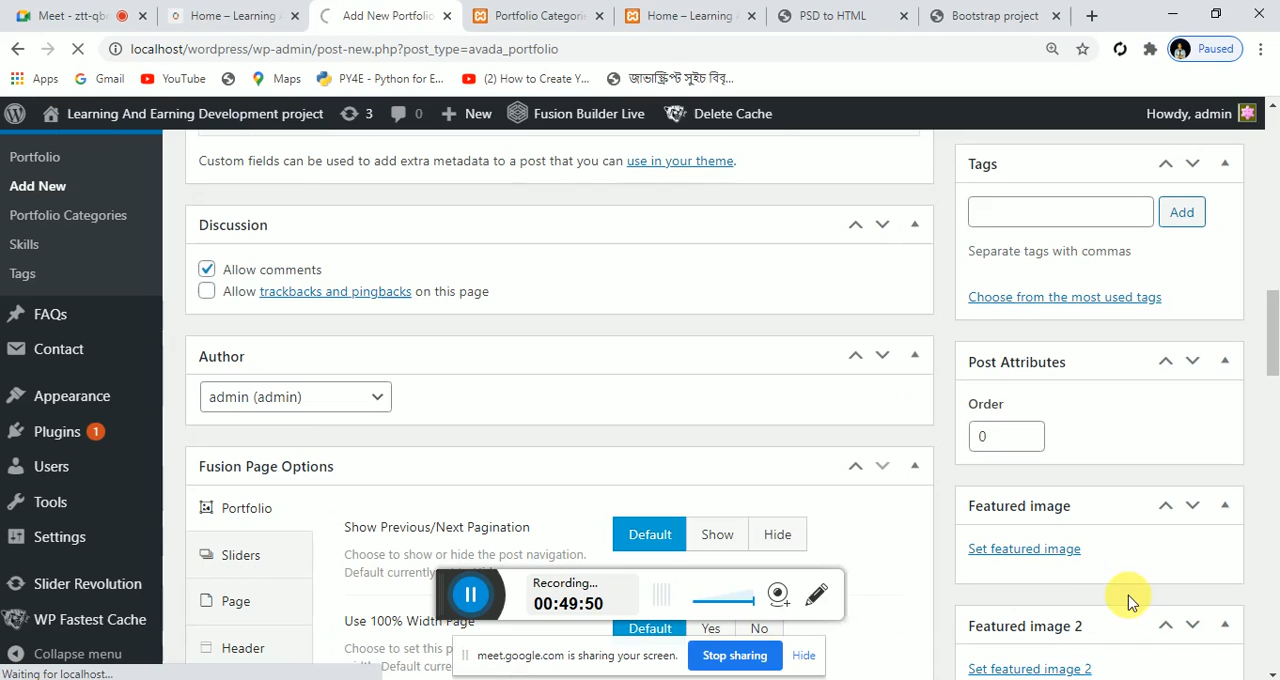 Meet - ztt-qbr
Home – Learning A
Add New Portfolio
Portfolio Categorie
Home – Learning A
PSD to HTML
Bootstrap project
localhost/wordpress/wp-admin/post-new.php?post_type=avada_portfolio
Paused
Apps
Gmail
YouTube
Maps
PY4E - Python for E...
(2) How to Create Y...
জাভাস্ক্রিপ্ট সুইচ বিবৃ...
Learning And Earning Development project
3
0
New
Fusion Builder Live
Delete Cache
Howdy, admin
Portfolio
Add New
Portfolio Categories
Skills
Tags
FAQs
Contact
Appearance
Plugins 1
Users
Tools
Settings
Slider Revolution
WP Fastest Cache
Collapse menu
Waiting for localhost...
Custom fields can be used to add extra metadata to a post that you can use in your theme.
Discussion
Allow comments
Allow trackbacks and pingbacks on this page
Author
admin (admin)
Fusion Page Options
Portfolio
Sliders
Page
Header
Show Previous/Next Pagination
Choose to show or hide the post navigation.
Default currently
Default
Show
Hide
Use 100% Width Page
Choose to set this p
width. Default curre
Default
Yes
No
Recording...
00:49:50
meet.google.com is sharing your screen.
Stop sharing
Hide
Tags
Add
Separate tags with commas
Choose from the most used tags
Post Attributes
Order
0
Featured image
Set featured image
Featured image 2
Set featured image 2